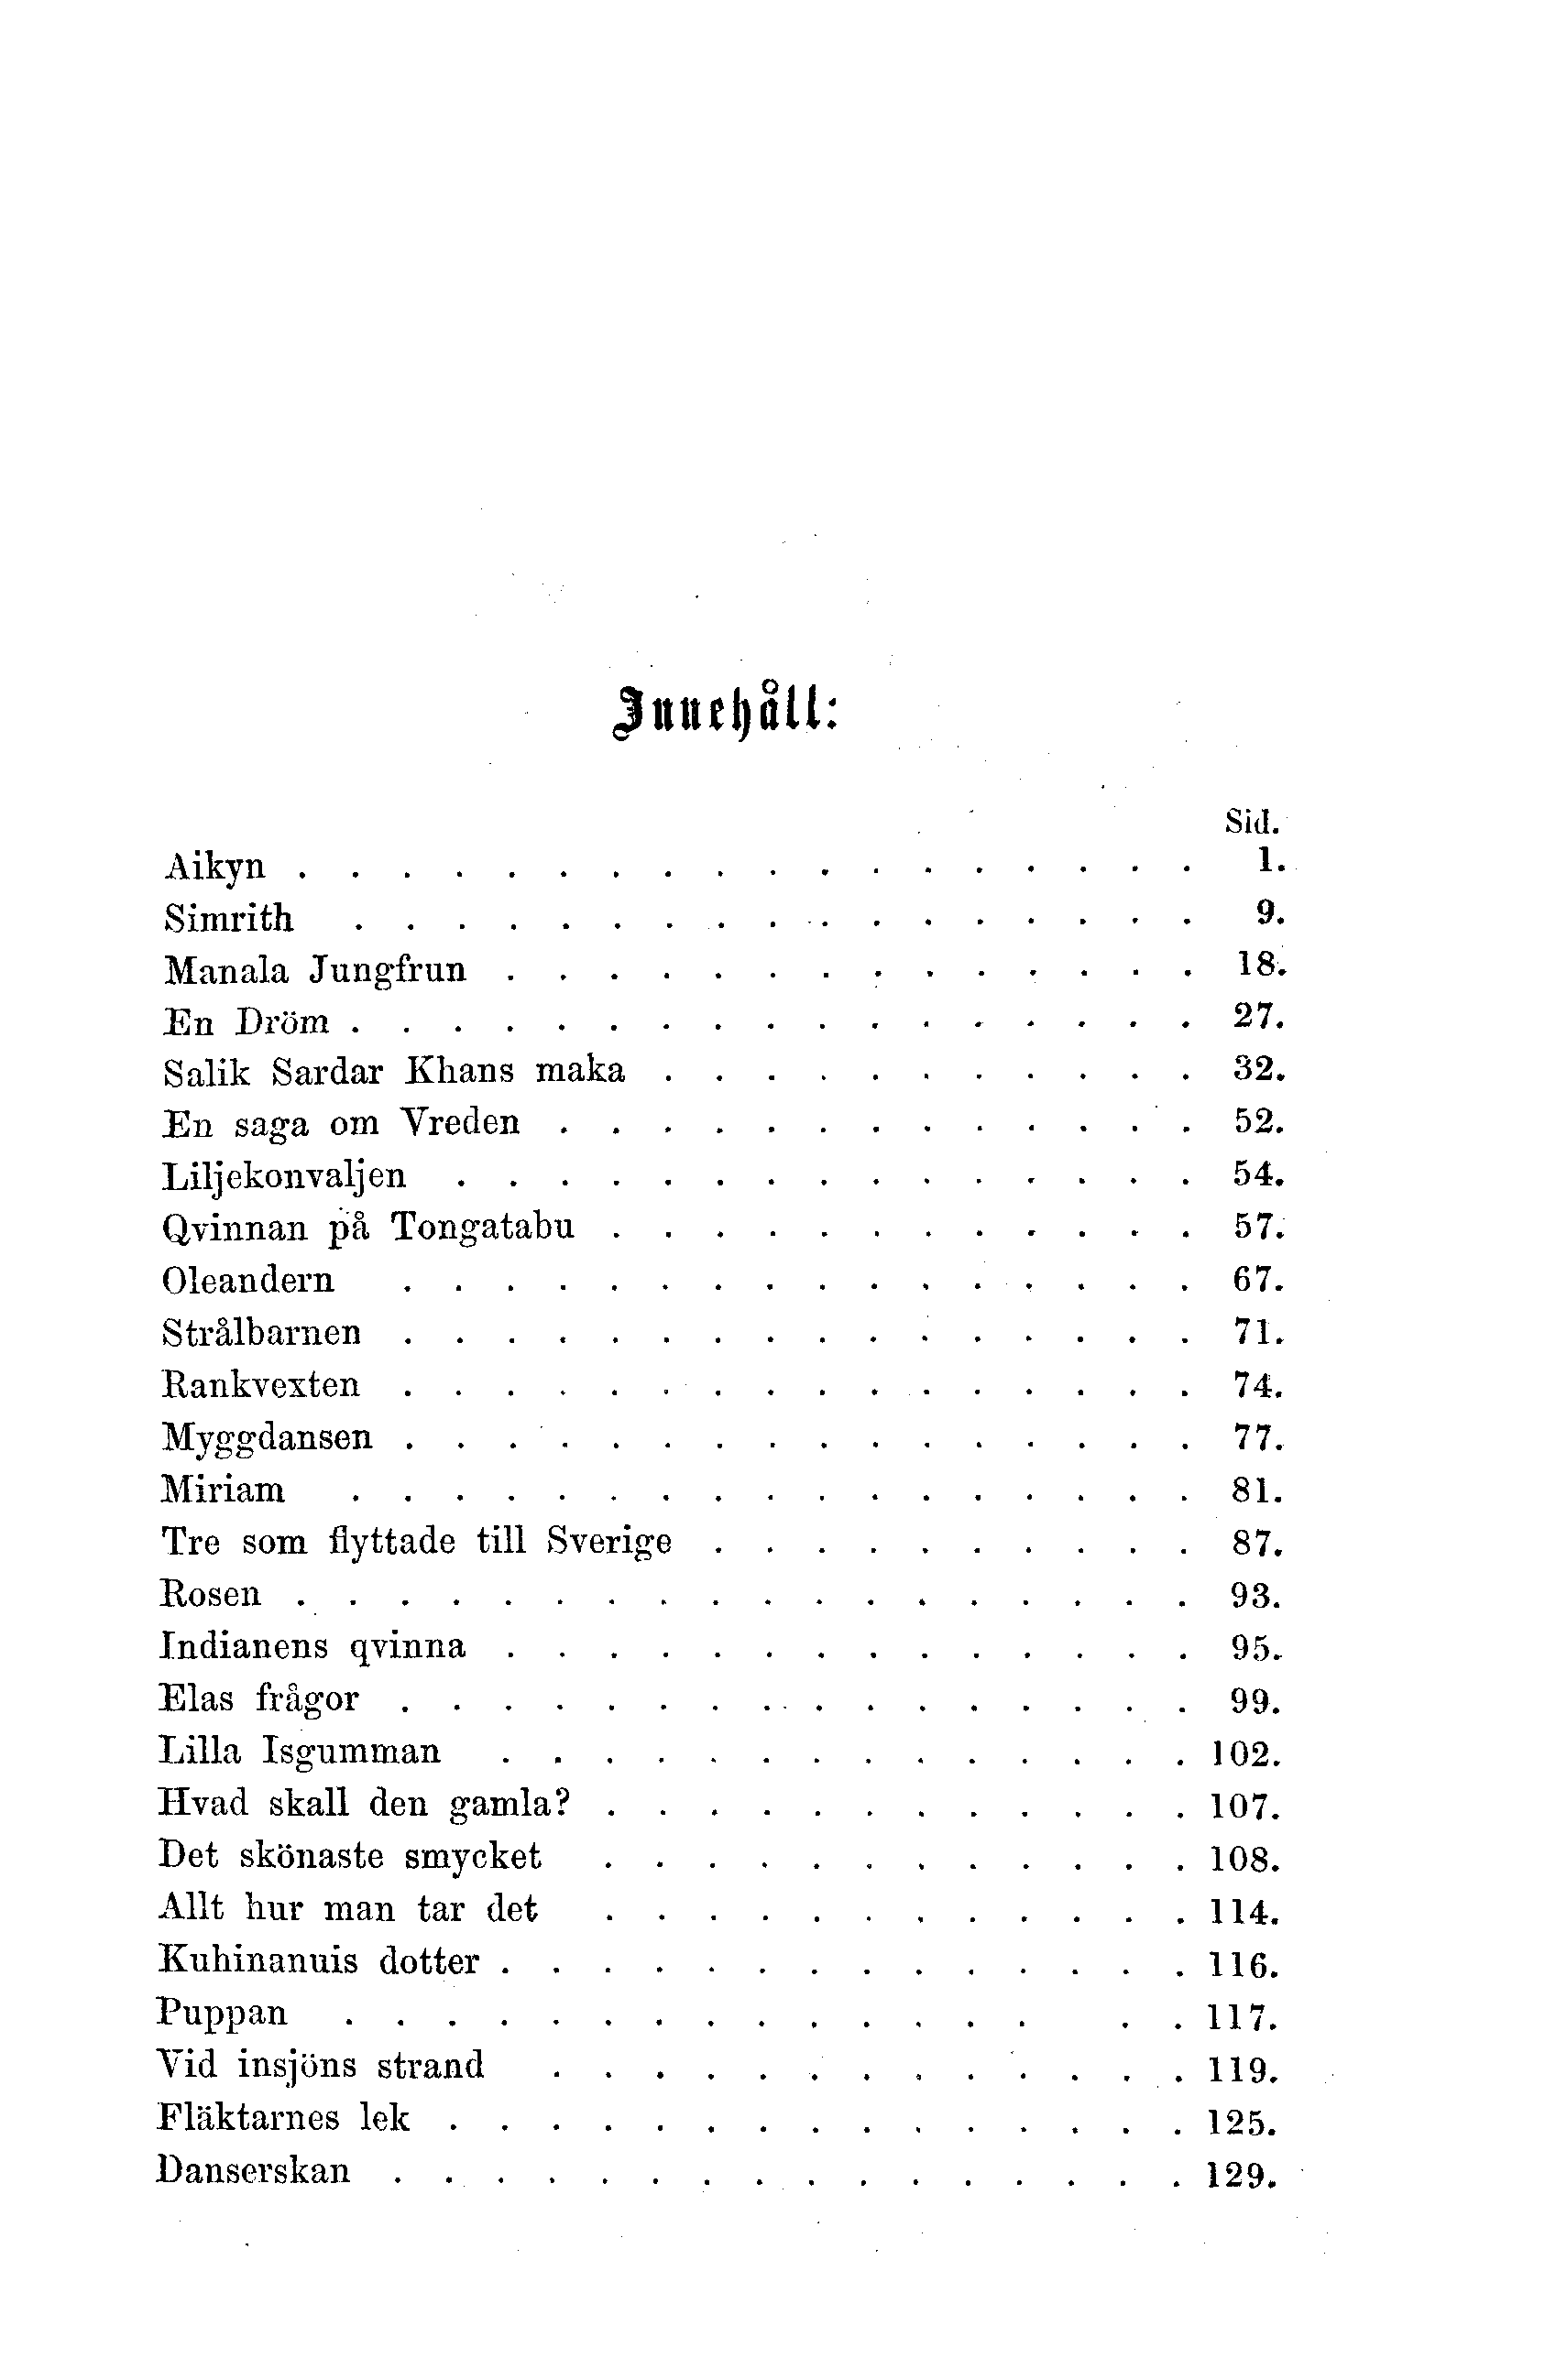 Innehåll:
Sid.
Aikyn . . . . . . . . . . . . . . . . . . 1.
Simrith . . . . . . . . . . . . . . . . . 9.
Manala Jungfrun . . . . . . . . . . . . . . 18.
En Dröm . . . . . . . . . . . . . . . . . 27.
Salik Sardar Khans maka . . . . . . . . . . . 32.
En saga om Vreden . . . . . . . . . . . . . 52.
Liljekonvaljen . . . . . . . . . . . . . . . 54.
Qvinnan på Tongatabu . . . . . . . . . . . . 57.
Oleandern . . . . . . . . . . . . . . . . 67.
Strålbarnen . . . . . . . . . . . . . . . . 71.
Rankvexten . . . . . . . . . . . . . . . . 74.
Myggdansen . . . . . . . . . . . . . . . . 77.
Miriam . . . . . . . . . . . . . . . . . 81.
Tre som flyttade till Sverige . . . . . . . . . . 87.
Rosen . . . . . . . . . . . . . . . . . . 93.
Indianens qvinna . . . . . . . . . . . . . . 95.
Elas frågor . . . . . . . . . . . . . . . . 99.
Lilla Isgumman . . . . . . . . . . . . . . 102.
Hvad skall den gamla? . . . . . . . . . . . . 107.
Det skönaste smycket . . . . . . . . . . . . 108.
Allt hur man tar det . . . . . . . . . . . . 114.
Kuhinanuis dotter . . . . . . . . . . . . . . 116.
Puppan . . . . . . . . . . . . . . . . 117.
Vid insjöns strand . . . . . . . . . . . . . 119.
Fläktarnes lek . . . . . . . . . . . . . . . 125.
Danserskan . . . . . . . . . . . . . . . . 129.